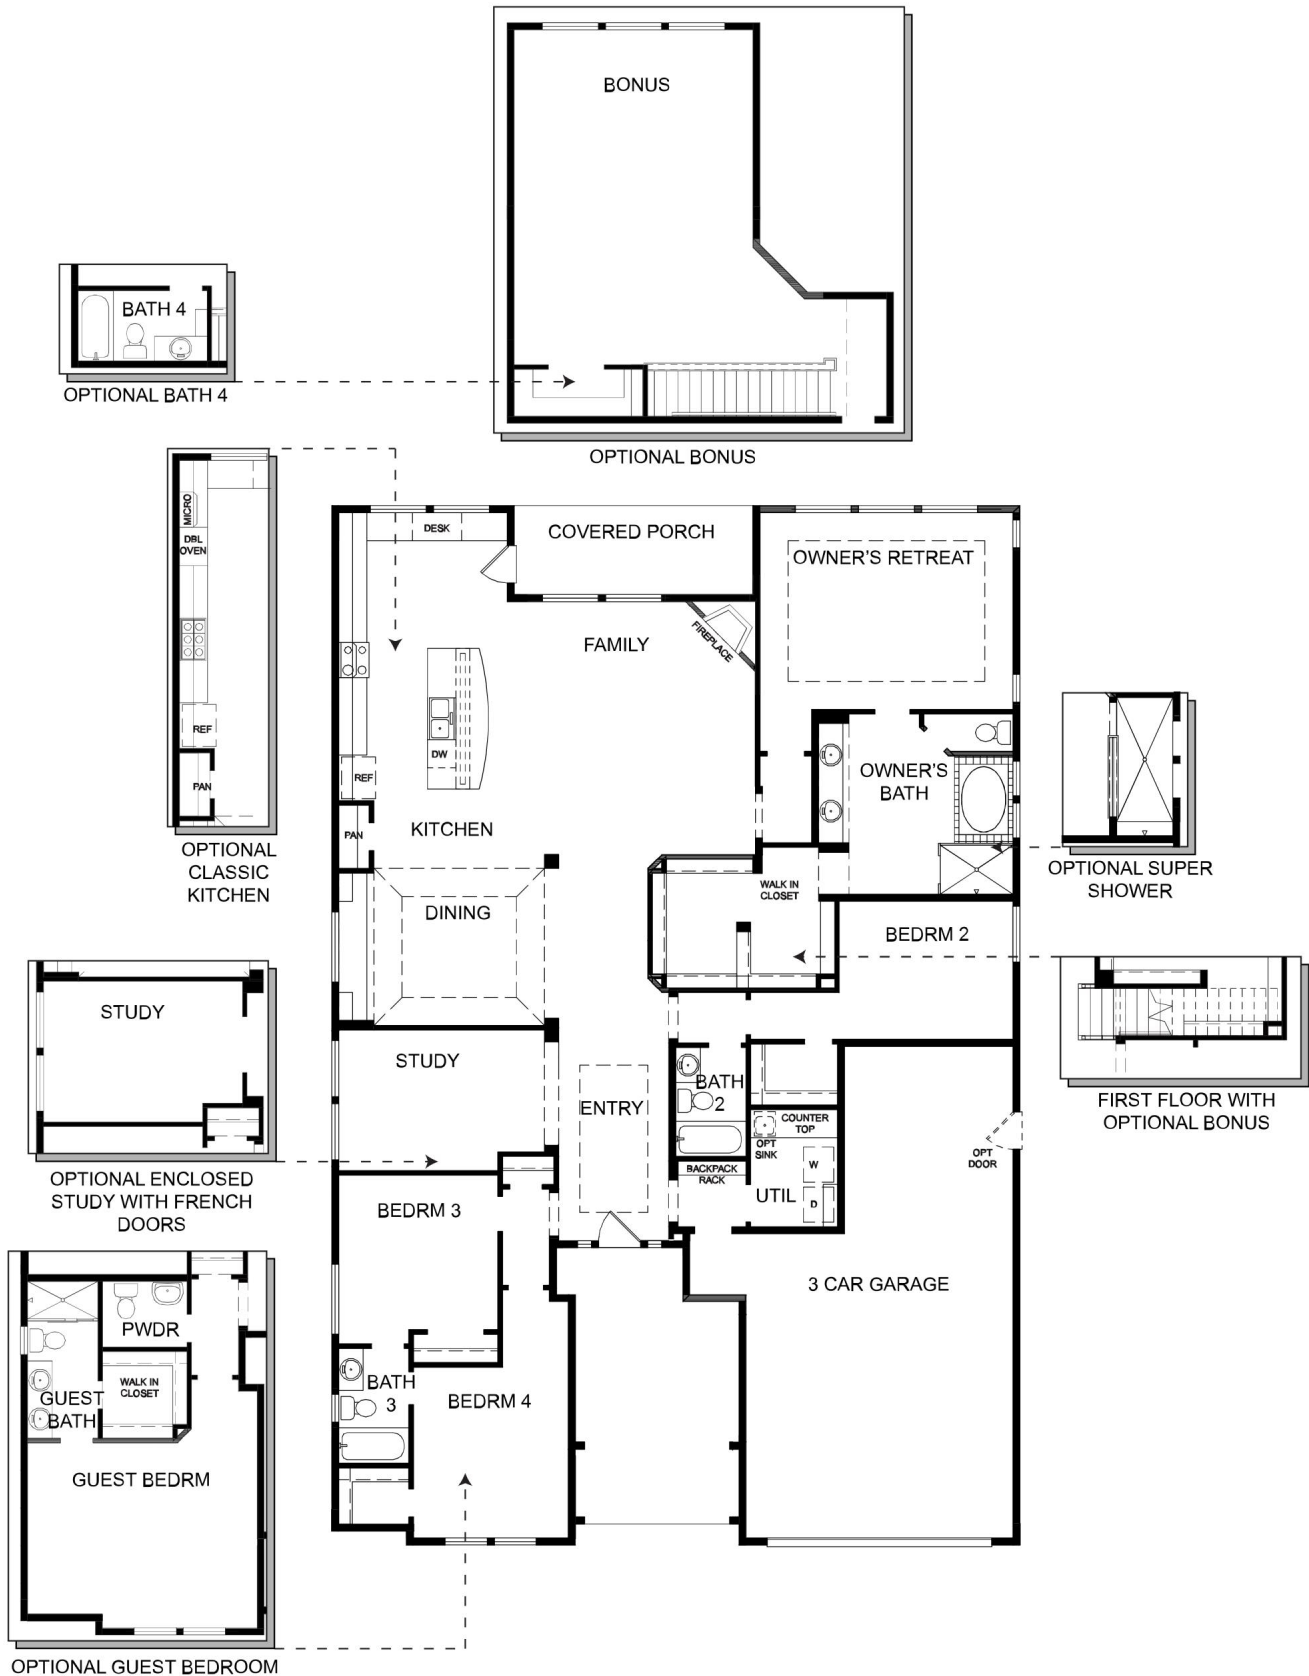 BONUS
BATH 4
OPTIONAL BATH 4
OPTIONAL BONUS
MICRO
DBL
OVEN
REF
PAN
OPTIONAL
CLASSIC
KITCHEN
DESK
COVERED PORCH
OWNER'S RETREAT
FAMILY
FIREPLACE
DW
REF
OWNER'S
BATH
KITCHEN
PAN
OPTIONAL SUPER
SHOWER
WALK IN
CLOSET
DINING
BEDRM 2
STUDY
OPTIONAL ENCLOSED
STUDY WITH FRENCH
DOORS
STUDY
ENTRY
BATH
2
COUNTER
TOP
OPT
SINK
W
D
BACKPACK
RACK
UTIL
OPT
DOOR
FIRST FLOOR WITH
OPTIONAL BONUS
BEDRM 3
3 CAR GARAGE
PWDR
WALK IN
CLOSET
GUEST
BATH
GUEST BEDRM
BATH
3
BEDRM 4
OPTIONAL GUEST BEDROOM